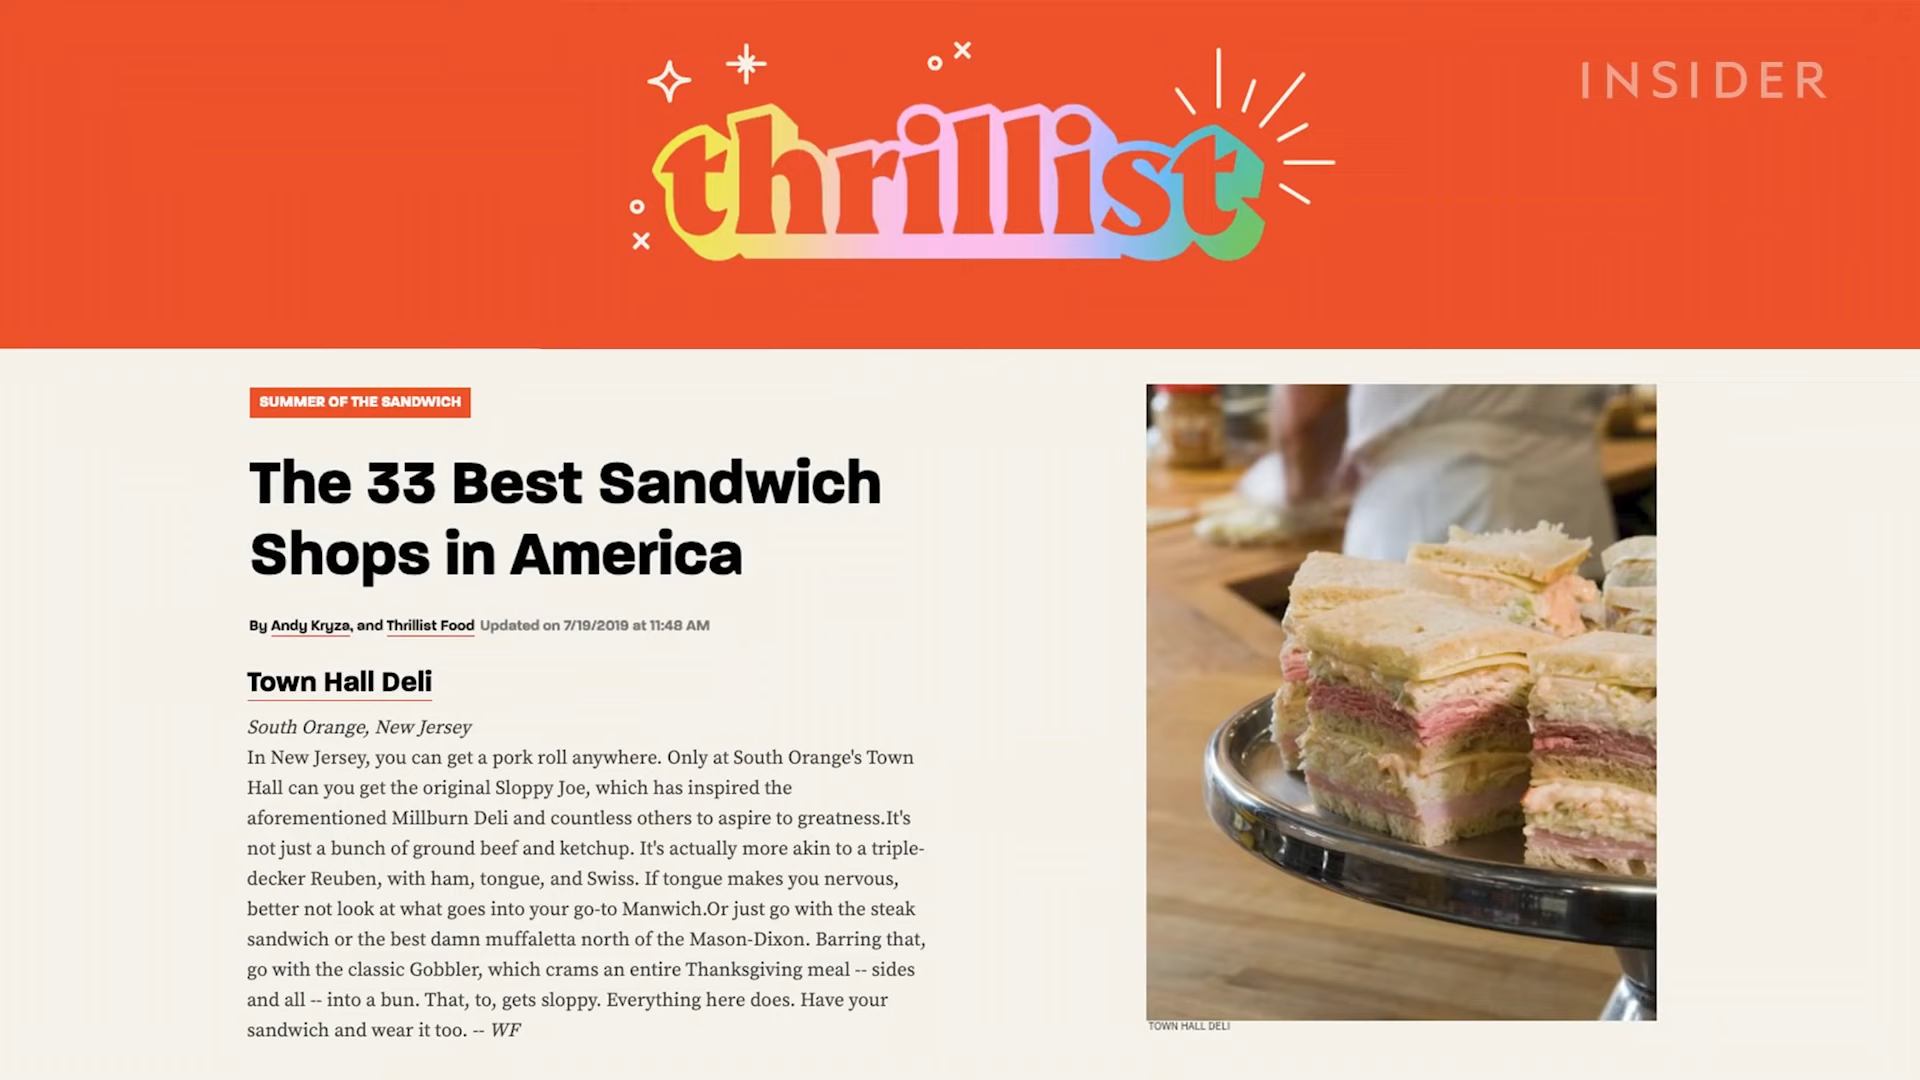 thrillist
INSIDER
SUMMER OF THE SANDWICH
The 33 Best Sandwich
Shops in America
By Andy Kryza, and Thrillist Food Updated on 7/19/2019 at 11:48 AM
Town Hall Deli
South Orange, New Jersey
In New Jersey, you can get a pork roll anywhere. Only at South Orange's Town
Hall can you get the original Sloppy Joe, which has inspired the
aforementioned Millburn Deli and countless others to aspire to greatness.It's
not just a bunch of ground beef and ketchup. It's actually more akin to a triple-
decker Reuben, with ham, tongue, and Swiss. If tongue makes you nervous,
better not look at what goes into your go-to Manwich.Or just go with the steak
sandwich or the best damn muffaletta north of the Mason-Dixon. Barring that,
go with the classic Gobbler, which crams an entire Thanksgiving meal -- sides
and all -- into a bun. That, to, gets sloppy. Everything here does. Have your
sandwich and wear it too. -- WF
TOWN HALL DELI